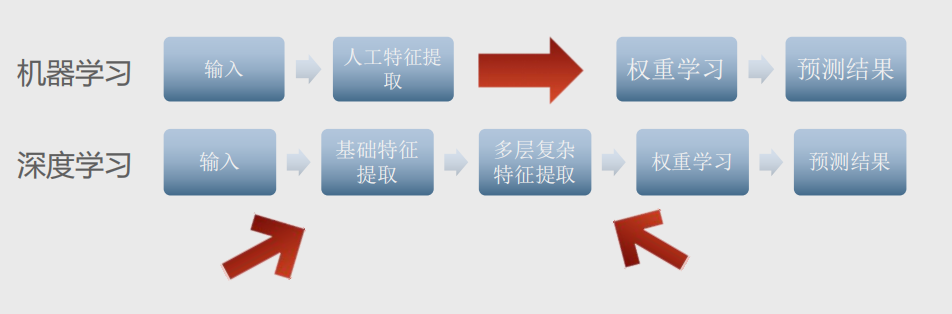 机器学习
输入
人工特征提
取
权重学习
预测结果
深度学习
输入
基础特征
提取
多层复杂
特征提取
权重学习
预测结果